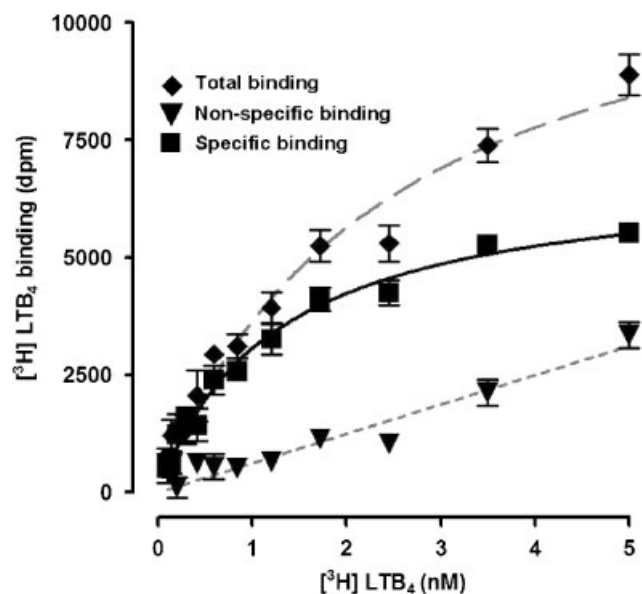 10000
7500
5000
2500
0
[³H] LTB₄ binding (dpm)
Total binding
Non-specific binding
Specific binding
0 1 2 3 4 5
[³H] LTB₄ (nM)